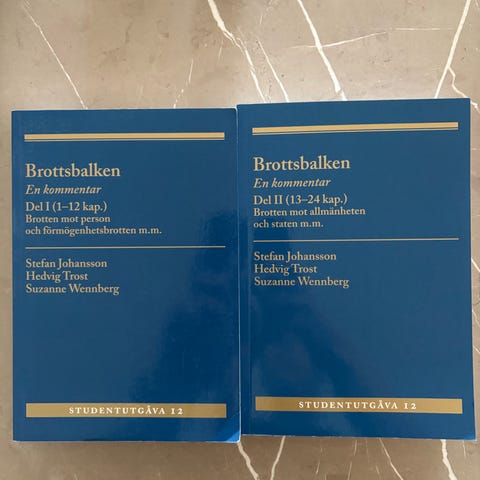 Brottsbalken
En kommentar
Del I (1–12 kap.)
Brotten mot person
och förmögenhetsbrotten m.m.
Stefan Johansson
Hedvig Trost
Suzanne Wennberg
STUDENTUTGÅVA 12
Brottsbalken
En kommentar
Del II (13–24 kap.)
Brotten mot allmänheten
och staten m.m.
Stefan Johansson
Hedvig Trost
Suzanne Wennberg
STUDENTUTGÅVA 12